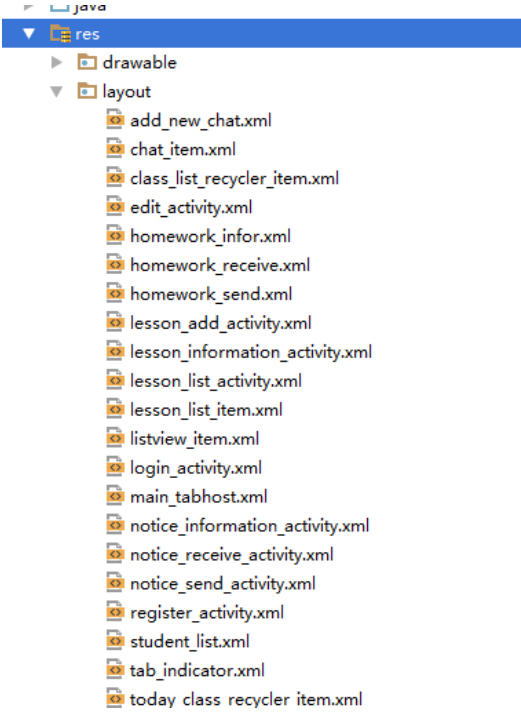 java
res
drawable
layout
add_new_chat.xml
chat_item.xml
class_list_recycler_item.xml
edit_activity.xml
homework_infor.xml
homework_receive.xml
homework_send.xml
lesson_add_activity.xml
lesson_information_activity.xml
lesson_list_activity.xml
lesson_list_item.xml
listview_item.xml
login_activity.xml
main_tabhost.xml
notice_information_activity.xml
notice_receive_activity.xml
notice_send_activity.xml
register_activity.xml
student_list.xml
tab_indicator.xml
today_class_recycler_item.xml